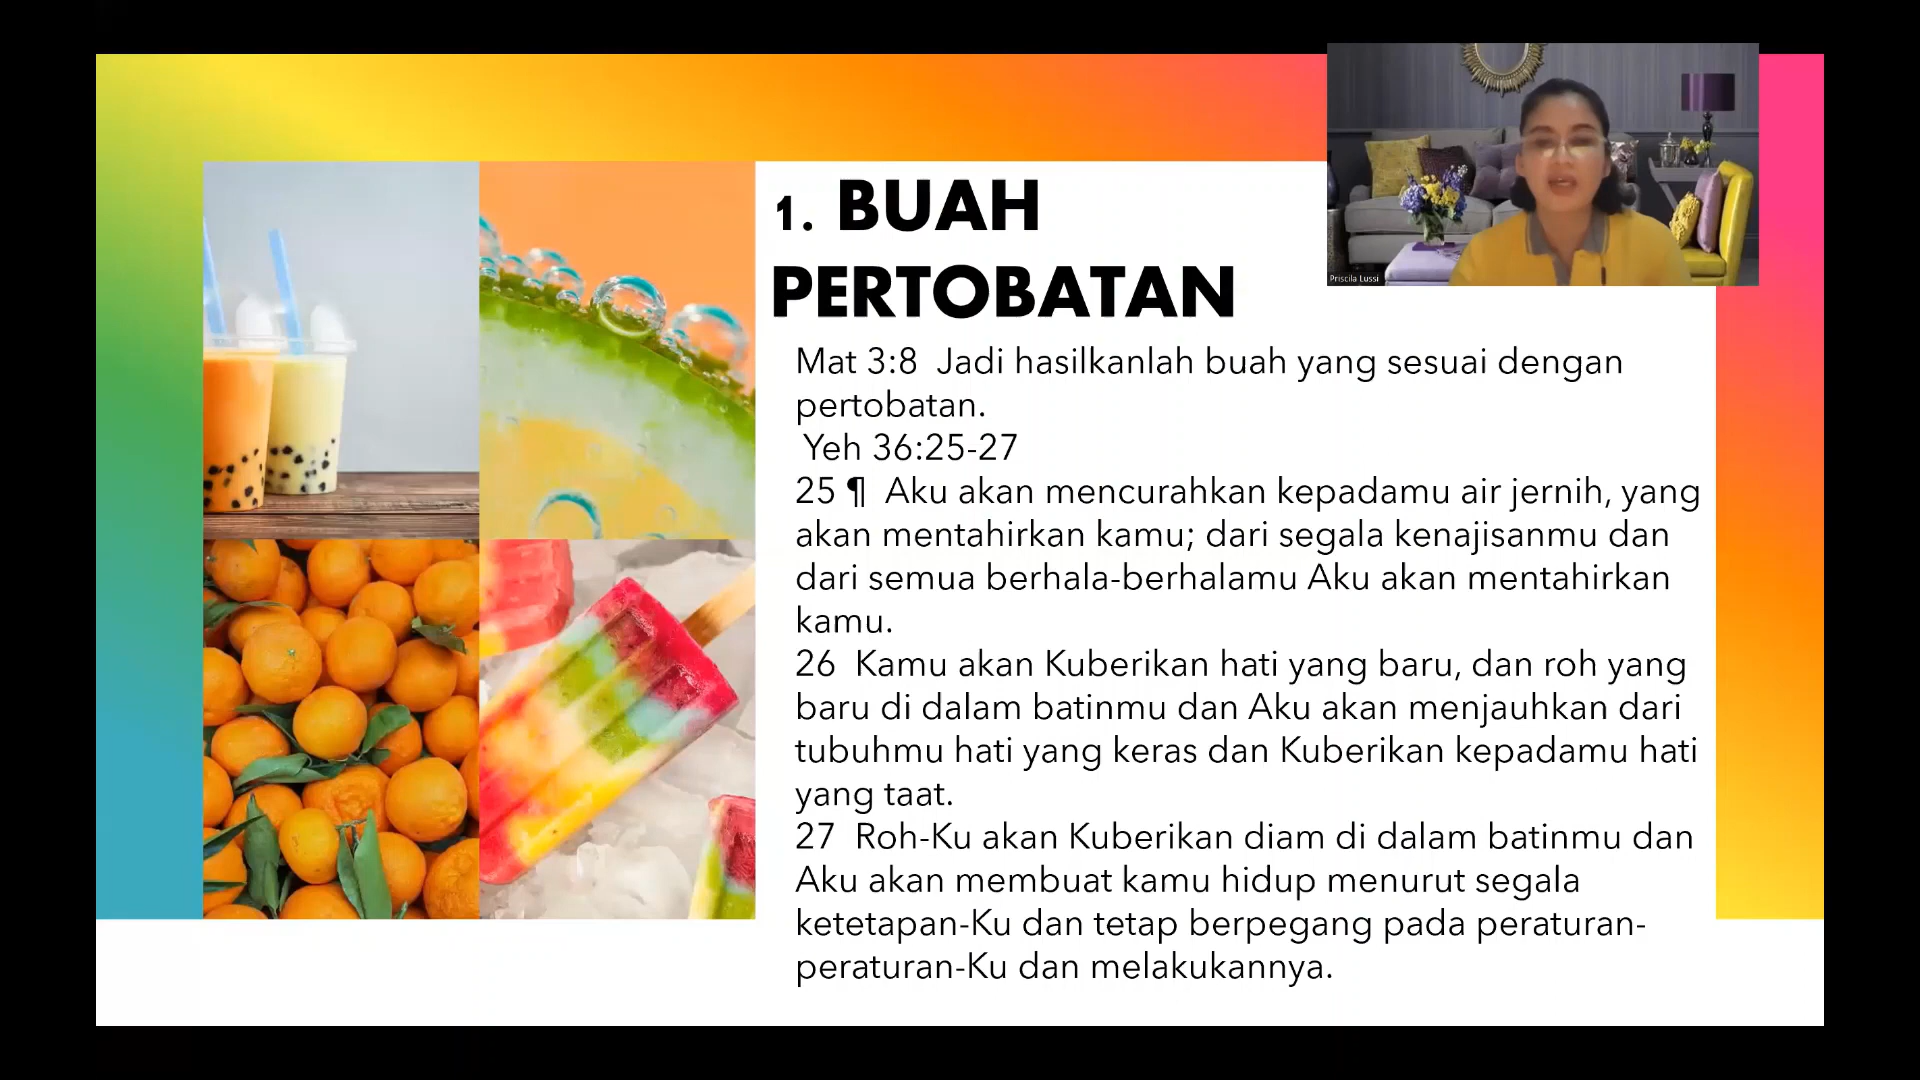 1. BUAH
PERTOBATAN
Priscila Lussi
Mat 3:8  Jadi hasilkanlah buah yang sesuai dengan
pertobatan.
Yeh 36:25-27
25 ¶  Aku akan mencurahkan kepadamu air jernih, yang
akan mentahirkan kamu; dari segala kenajisanmu dan
dari semua berhala-berhalamu Aku akan mentahirkan
kamu.
26  Kamu akan Kuberikan hati yang baru, dan roh yang
baru di dalam batinmu dan Aku akan menjauhkan dari
tubuhmu hati yang keras dan Kuberikan kepadamu hati
yang taat.
27  Roh-Ku akan Kuberikan diam di dalam batinmu dan
Aku akan membuat kamu hidup menurut segala
ketetapan-Ku dan tetap berpegang pada peraturan-
peraturan-Ku dan melakukannya.